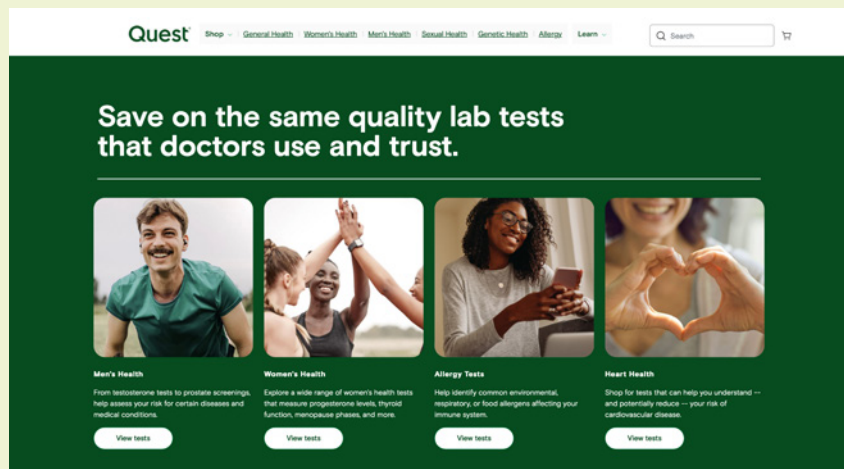 Quest
Shop
General Health
Women's Health
Men's Health
Sexual Health
Genetic Health
Allergy
Learn
Search
Save on the same quality lab tests
that doctors use and trust.
Men's Health
From testosterone tests to prostate screenings,
help assess your risk for certain diseases and
medical conditions.
View tests
Women's Health
Explore a wide range of women's health tests
that measure progesterone levels, thyroid
function, menopause phases, and more.
View tests
Allergy Tests
Help identify common environmental,
respiratory, or food allergens affecting your
immune system.
View tests
Heart Health
Shop for tests that can help you understand —
and potentially reduce — your risk of
cardiovascular disease.
View tests